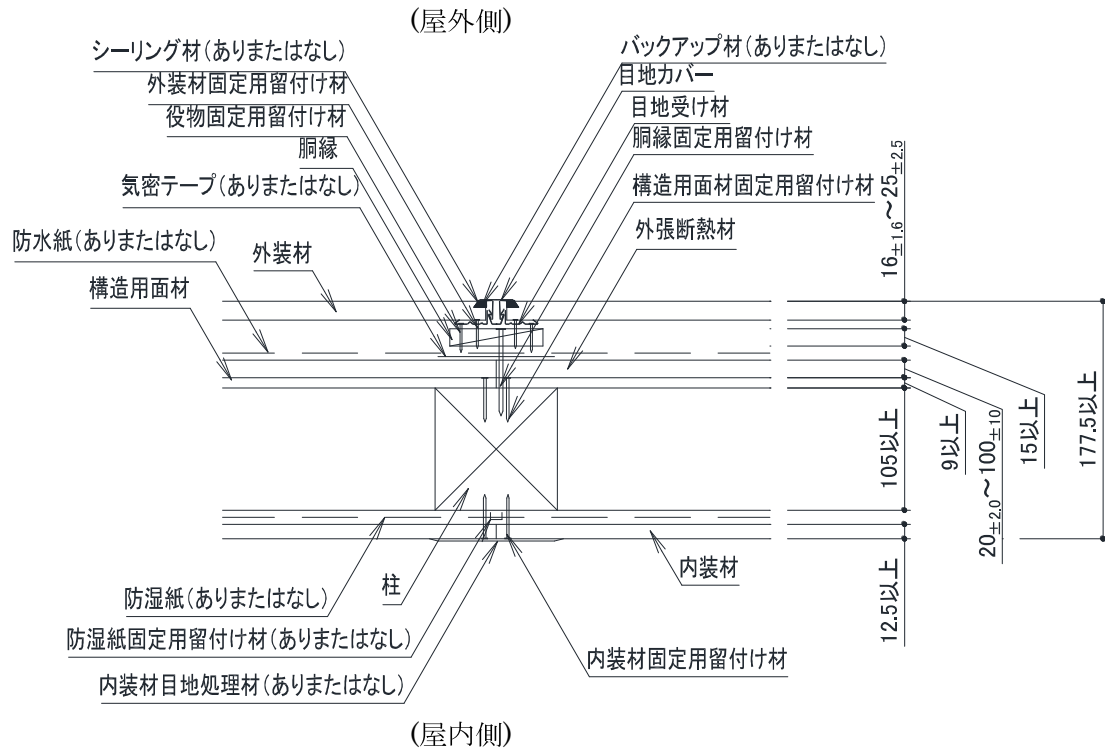 (屋外側)
シーリング材(ありまたはなし)
外装材固定用留付け材
役物固定用留付け材
胴縁
気密テープ(ありまたはなし)
防水紙(ありまたはなし)
外装材
構造用面材
バックアップ材(ありまたはなし)
目地カバー
目地受け材
胴縁固定用留付け材
構造用面材固定用留付け材
外張断熱材
16±1.6~25±2.5
105以上
9以上
20±2.0~100±10
15以上
177.5以上
12.5以上
防湿紙(ありまたはなし)
柱
内装材
防湿紙固定用留付け材(ありまたはなし)
内装材固定用留付け材
内装材目地処理材(ありまたはなし)
(屋内側)